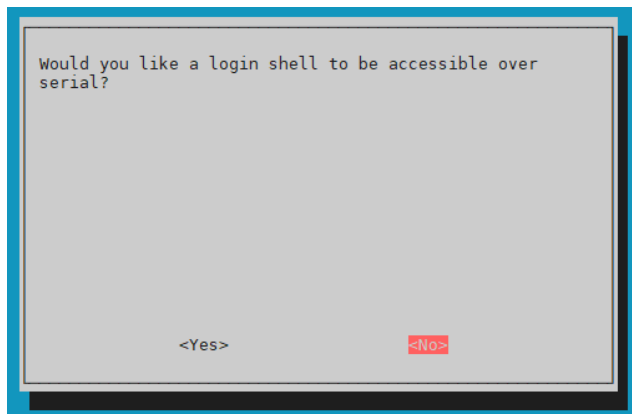 Would you like a login shell to be accessible over
serial?
<Yes> <No>